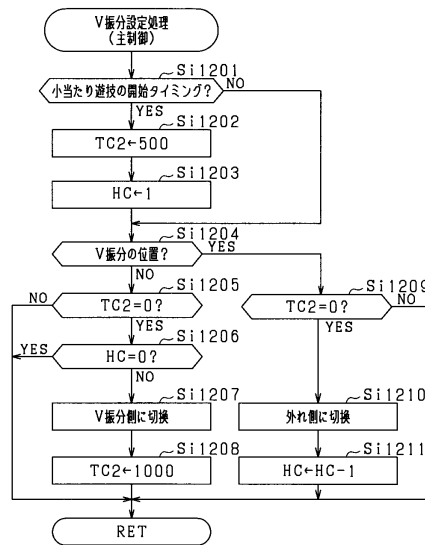 V振分設定処理
(主制御)
Si1201
小当たり遊技の開始タイミング?
NO
YES
Si1202
TC2←500
Si1203
HC←1
Si1204
V振分の位置?
YES
NO
Si1205
NO
TC2=0?
YES
Si1209
TC2=0?
NO
YES
Si1206
YES
HC=0?
NO
Si1207
V振分側に切換
Si1210
外れ側に切換
Si1208
TC2←1000
Si1211
HC←HC-1
RET